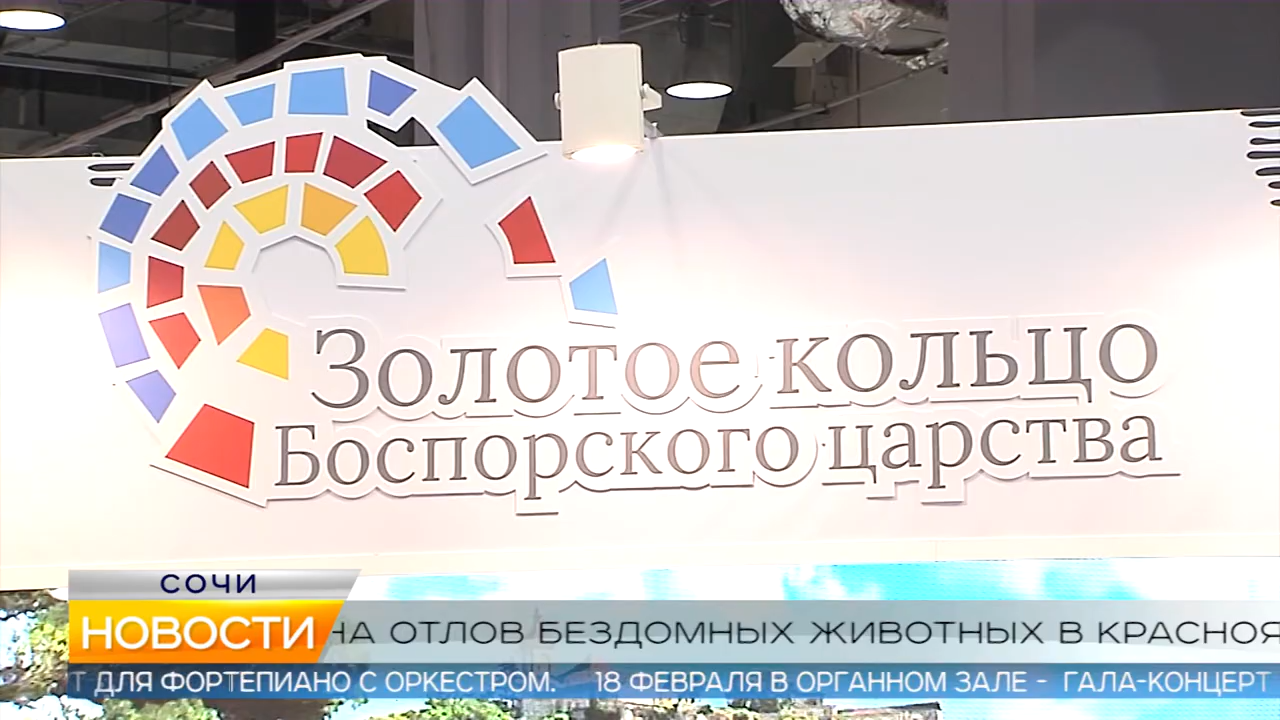 Золотое кольцо
Боспорского царства
СОЧИ
НОВОСТИ
НА ОТЛОВ БЕЗДОМНЫХ ЖИВОТНЫХ В КРАСНОЯ
Т ДЛЯ ФОРТЕПИАНО С ОРКЕСТРОМ. 18 ФЕВРАЛЯ В ОРГАННОМ ЗАЛЕ - ГАЛА-КОНЦЕРТ